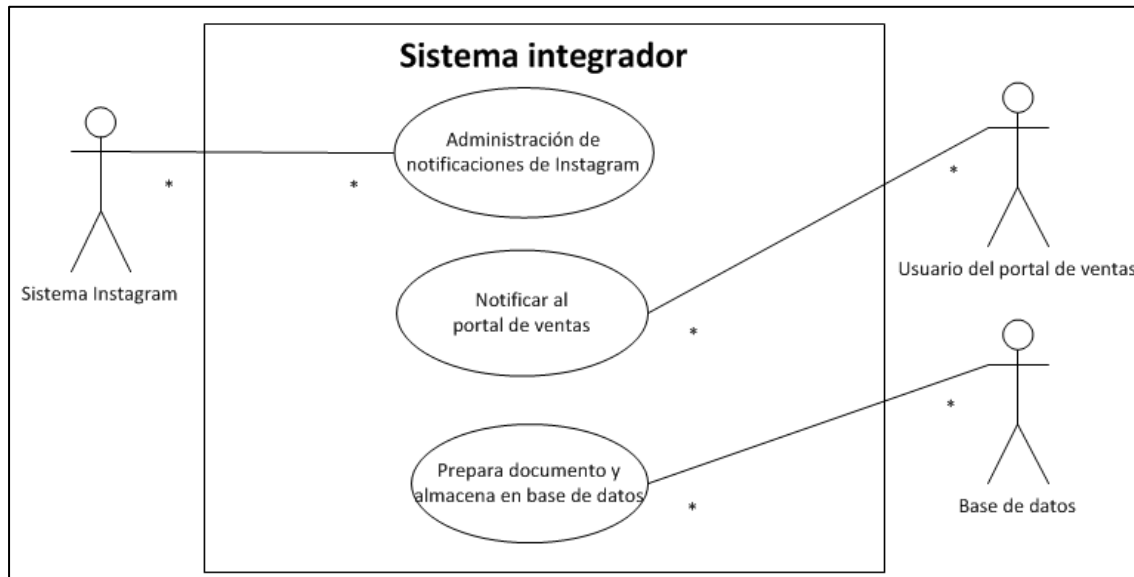 Sistema integrador
Administración de
notificaciones de Instagram
*
*
Sistema Instagram
*
Usuario del portal de ventas
Notificar al
portal de ventas
*
*
Prepara documento y
almacena en base de datos
*
Base de datos